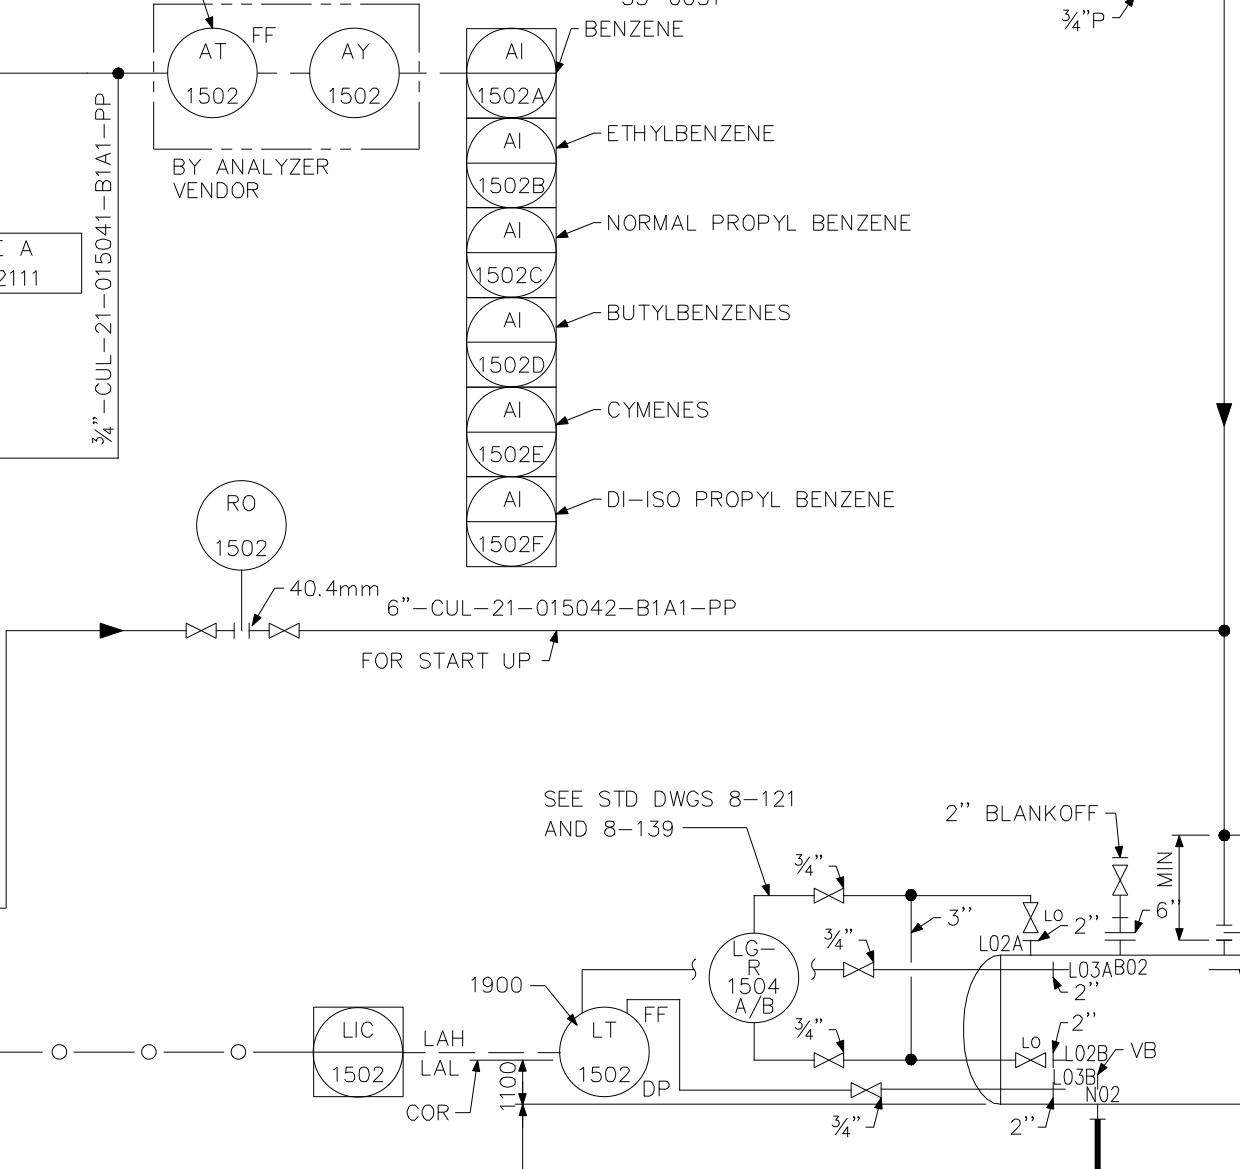 ¾"P
BENZENE
AT
1502
FF
AY
1502
AI
1502A
BY ANALYZER
VENDOR
AI
1502B
ETHYLBENZENE
AI
1502C
NORMAL PROPYL BENZENE
AI
1502D
BUTYLBENZENES
AI
1502E
CYMENES
AI
1502F
DI-ISO PROPYL BENZENE
A
2111
¾"-CUL-21-015041-B1A1-PP
RO
1502
40.4mm
6"-CUL-21-015042-B1A1-PP
FOR START UP
SEE STD DWGS 8-121
AND 8-139
2" BLANKOFF
MIN
¾"
3"
LO
2"
6"
L02A
¾"
LG-
R
1504
A/B
L03A
B02
2"
1900
LT
1502
FF
DP
¾"
LO
2"
L02B
VB
L03B
N02
2"
¾"
LIC
1502
LAH
LAL
COR
1100